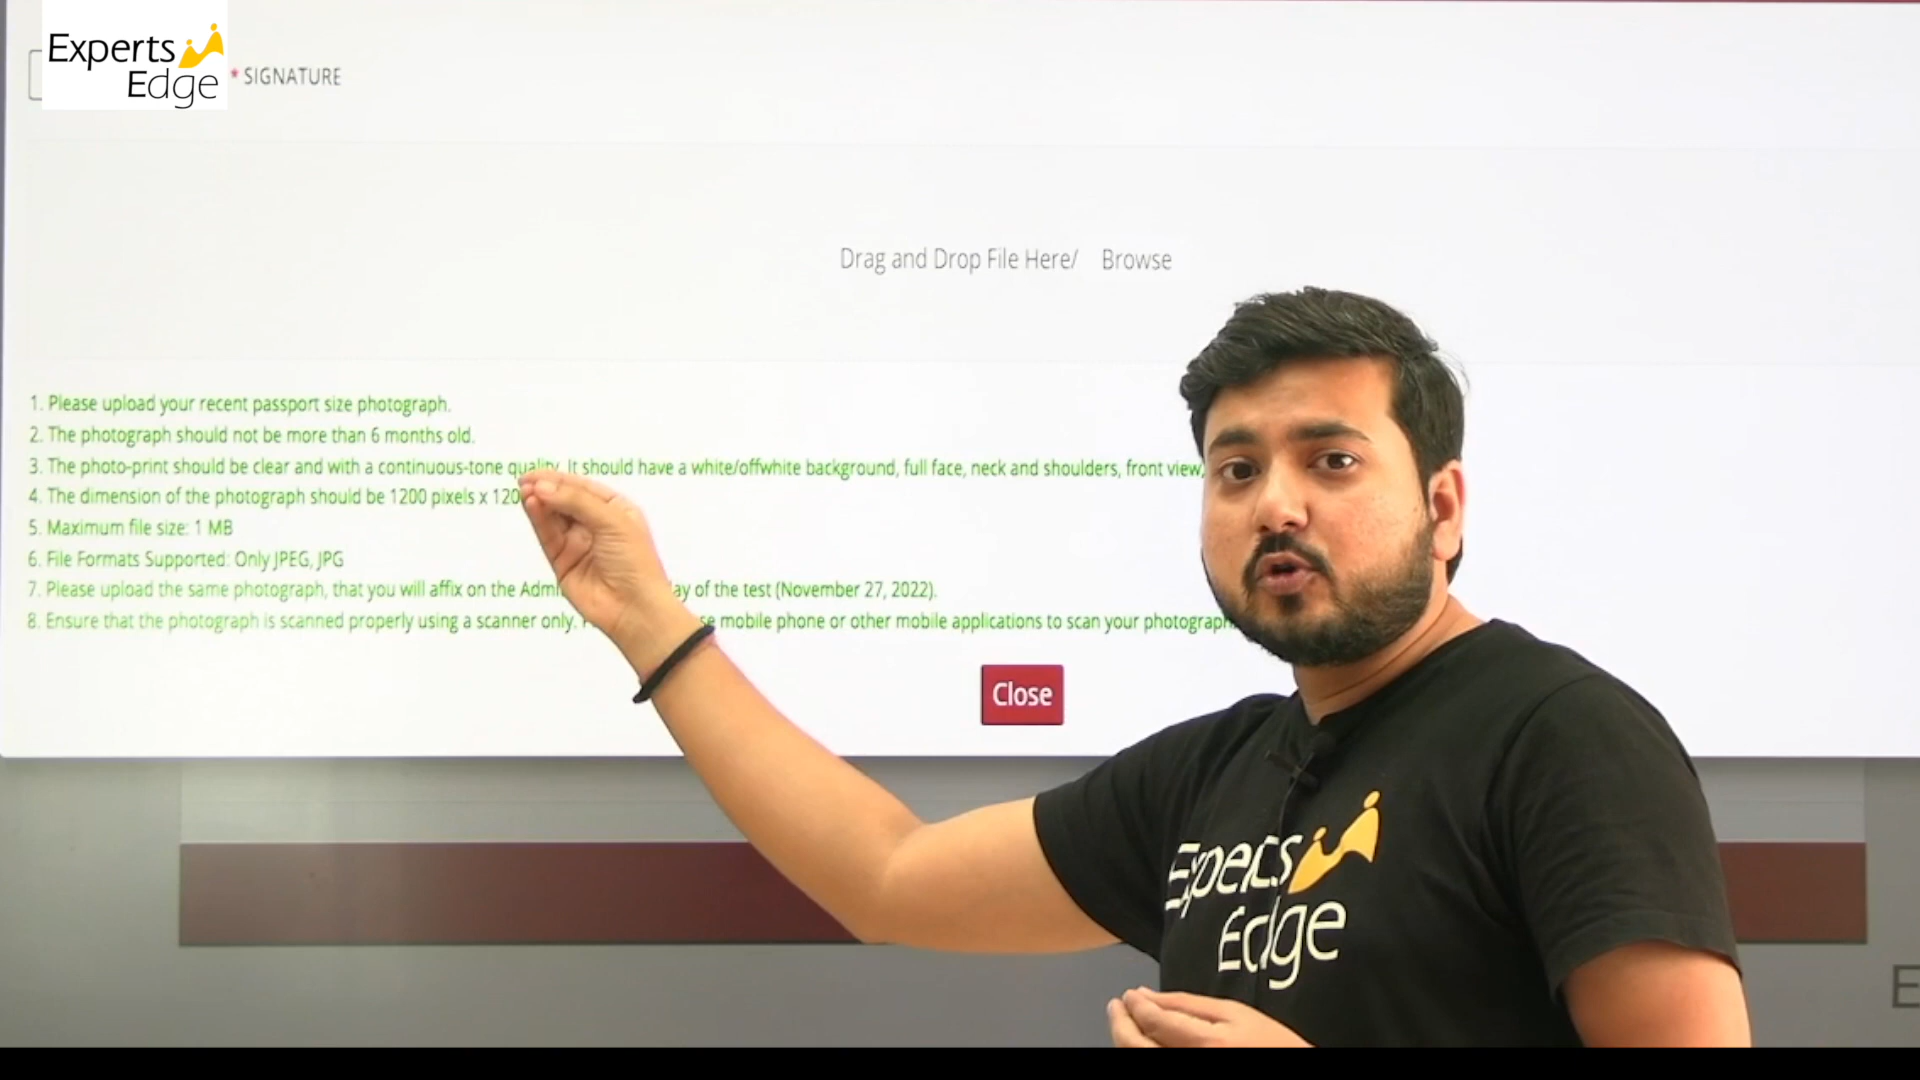 Experts
Edge
* SIGNATURE
Drag and Drop File Here/ Browse
1. Please upload your recent passport size photograph.
2. The photograph should not be more than 6 months old.
3. The photo-print should be clear and with a continuous-tone quality. It should have a white/offwhite background, full face, neck and shoulders, front view,
4. The dimension of the photograph should be 1200 pixels x 120
5. Maximum file size: 1 MB
6. File Formats Supported: Only JPEG, JPG
7. Please upload the same photograph, that you will affix on the Admi ay of the test (November 27, 2022).
8. Ensure that the photograph is scanned properly using a scanner only. se mobile phone or other mobile applications to scan your photograph
Close
Experts
Edge
E